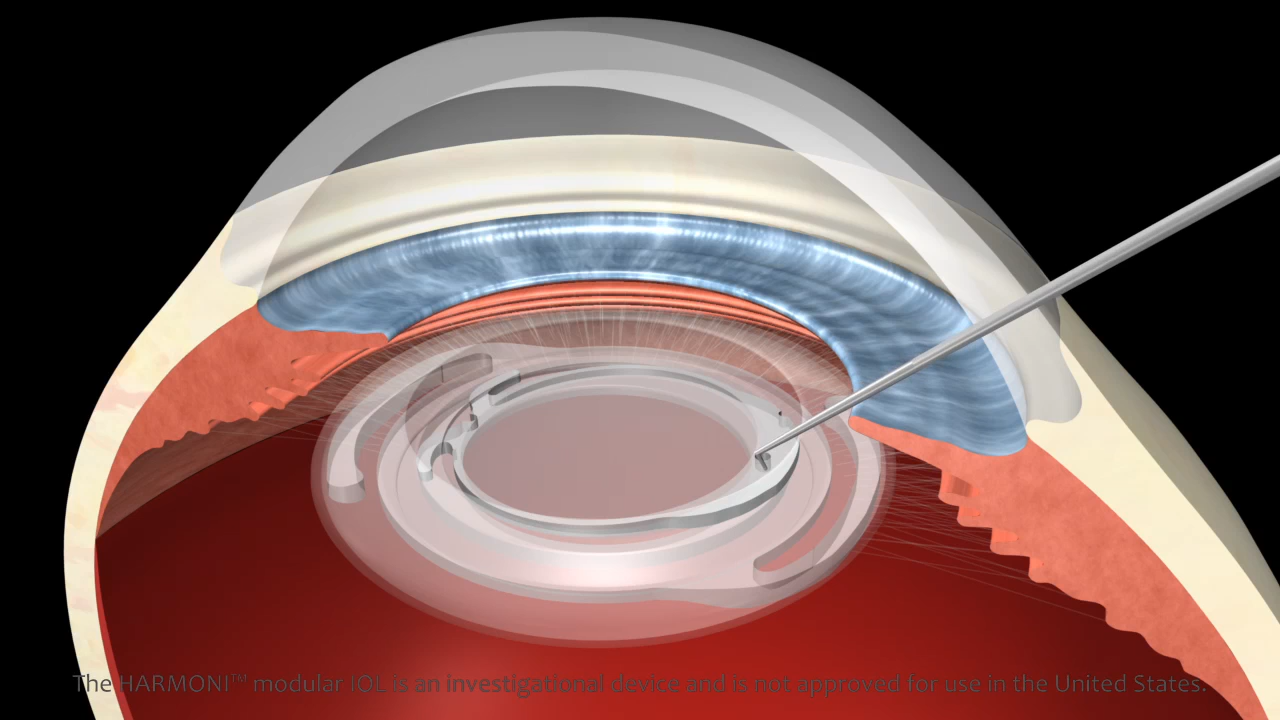 The HARMONI™ modular IOL is an investigational device and is not approved for use in the United States.